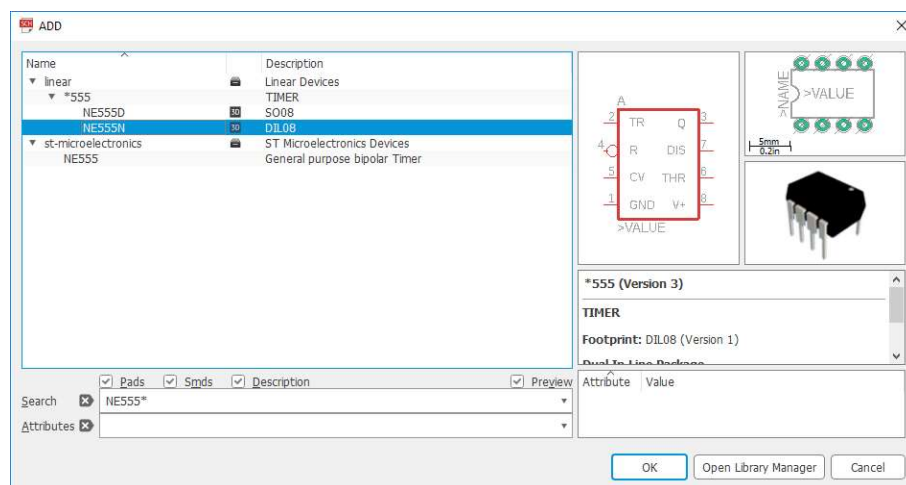 ADD
Name Description
linear Linear Devices
*555 TIMER
NE555D 3D SO08
NE555N 3D DIL08
st-microelectronics ST Microelectronics Devices
NE555 General purpose bipolar Timer
A
2 TR Q 3
4 R DIS 7
5 CV THR 6
1 GND V+ 8
>VALUE
>NAME
>VALUE
5mm
0.2in
*555 (Version 3)
TIMER
Footprint: DIL08 (Version 1)
Dual In Line Package
Pads Smds Description Preview
Search NE555*
Attributes
Attribute Value
OK Open Library Manager Cancel